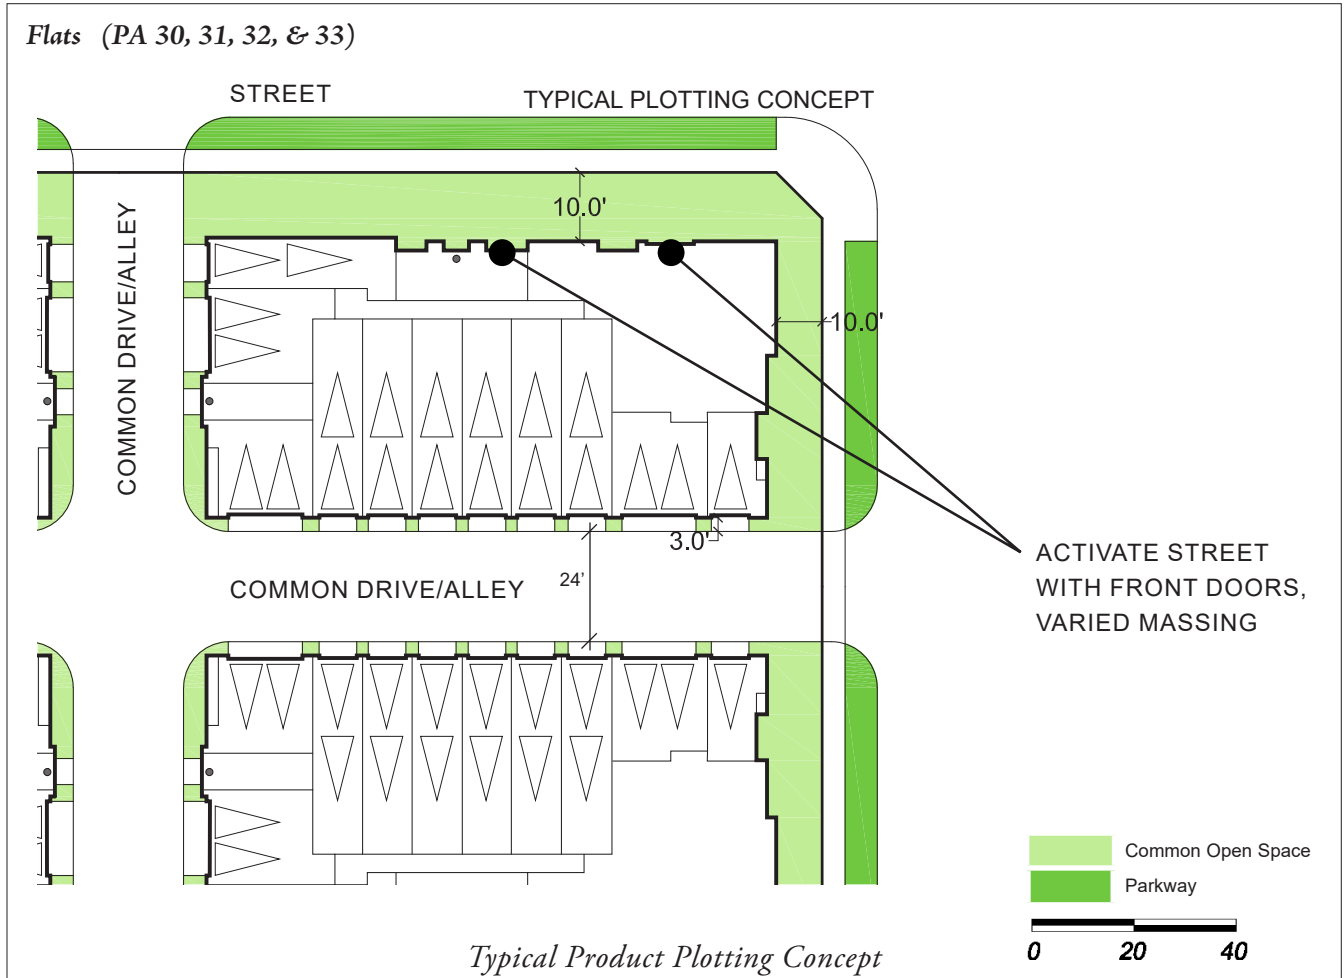 Flats (PA 30, 31, 32, & 33)
STREET
TYPICAL PLOTTING CONCEPT
COMMON DRIVE/ALLEY
10.0'
10.0'
3.0'
COMMON DRIVE/ALLEY
24'
ACTIVATE STREET
WITH FRONT DOORS,
VARIED MASSING
Common Open Space
Parkway
0 20 40
Typical Product Plotting Concept